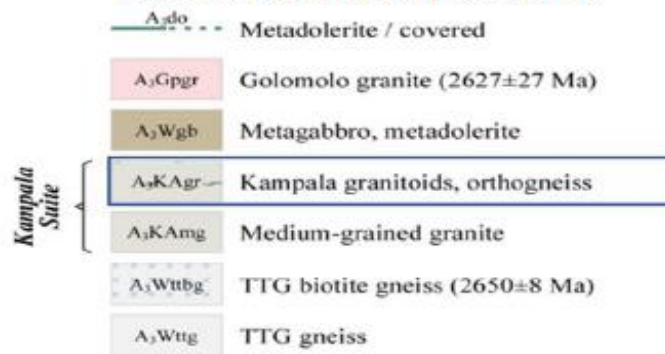 A₃do Metadolerite / covered
A₃Gpgr Golomolo granite (2627±27 Ma)
A₃Wgb Metagabbro, metadolerite
Kampala Suite
A₃KAgr Kampala granitoids, orthogneiss
A₃KAmg Medium-grained granite
A₃Wttbg TTG biotite gneiss (2650±8 Ma)
A₃Wttg TTG gneiss